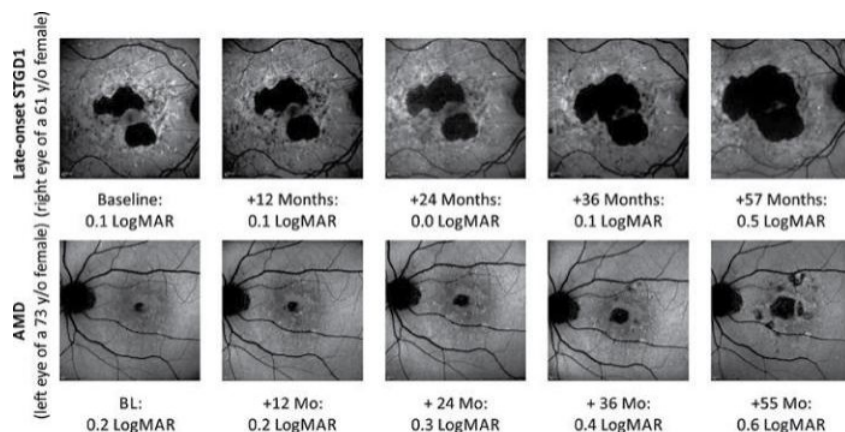 Late-onset STGD1
(right eye of a 61 y/o female)
Baseline:
0.1 LogMAR
+12 Months:
0.1 LogMAR
+24 Months:
0.0 LogMAR
+36 Months:
0.1 LogMAR
+57 Months:
0.5 LogMAR
AMD
(left eye of a 73 y/o female)
BL:
0.2 LogMAR
+12 Mo:
0.2 LogMAR
+ 24 Mo:
0.3 LogMAR
+ 36 Mo:
0.4 LogMAR
+55 Mo:
0.6 LogMAR